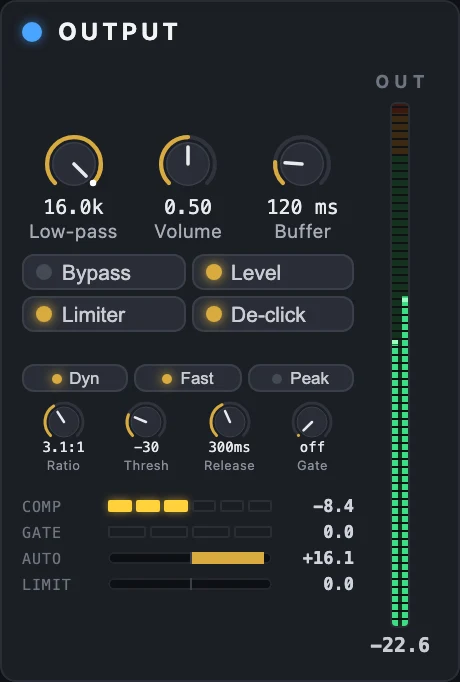 OUTPUT
OUT
16.0k 0.50 120 ms
Low-pass Volume Buffer
Bypass Level
Limiter De-click
Dyn Fast Peak
3.1:1 −30 300ms off
Ratio Thresh Release Gate
COMP −8.4
GATE 0.0
AUTO +16.1
LIMIT 0.0
−22.6